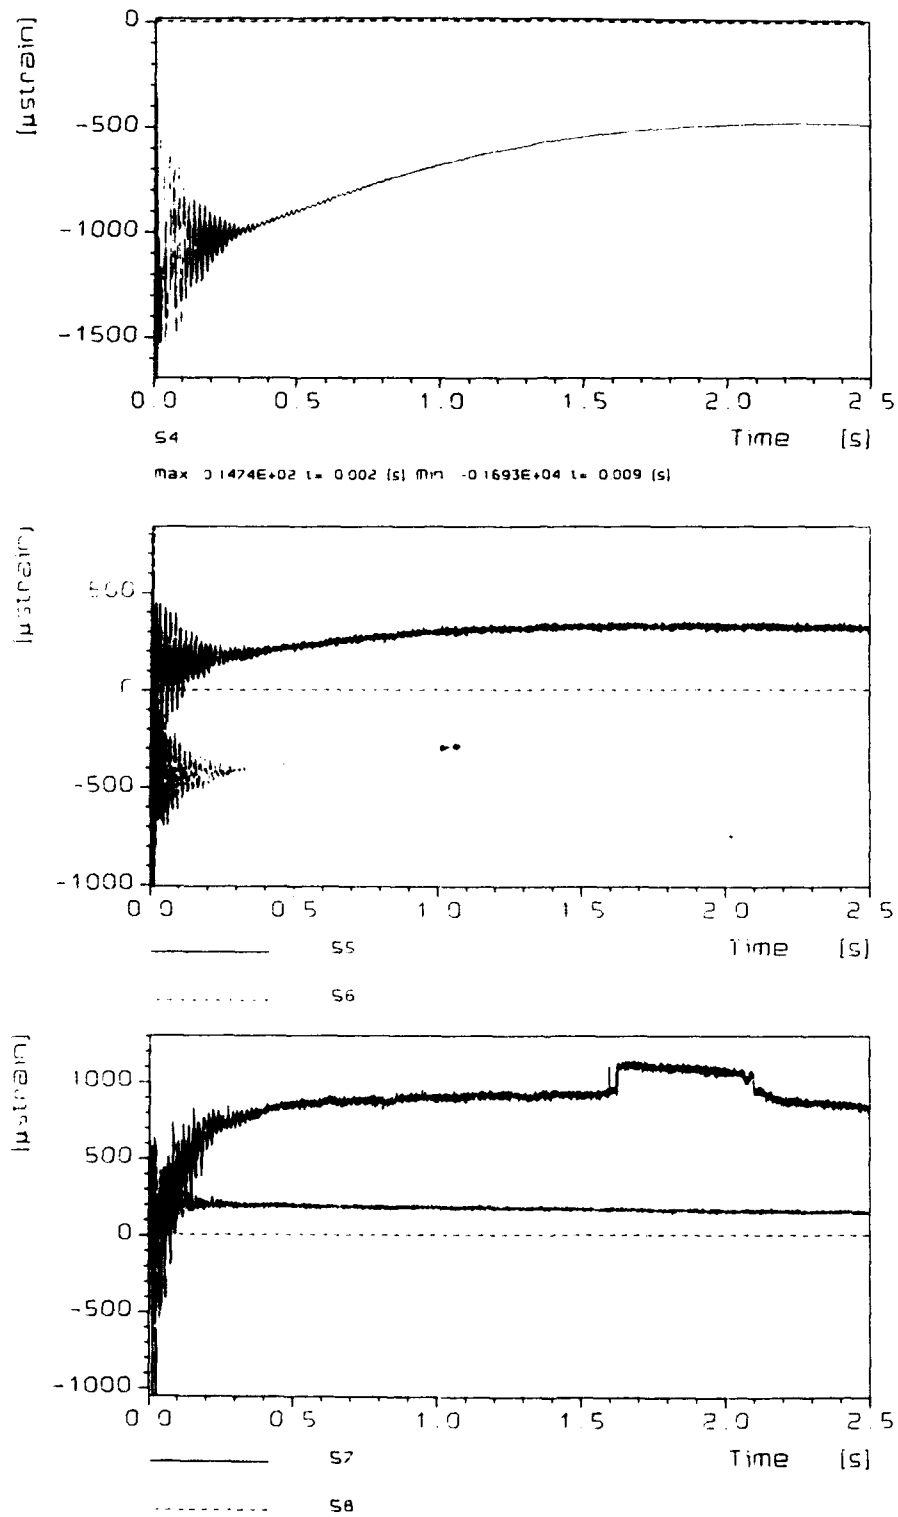 0
[µstrain]
-500
-1000
-1500
0.0 0.5 1.0 1.5 2.0 2 5
S4 Time [s]
max 0.1474E+02 t= 0.002 [s] Min -0.1693E+04 t= 0.009 [s]
[µstrain]
500
-500
-1000
0 0 0 5 1 0 1 5 2 0 2 5
S5 Time [s]
S6
[µstrain]
1000
500
0
-500
-1000
0 0 0 5 1.0 1 5 2.0 2.5
S7 Time [s]
S8